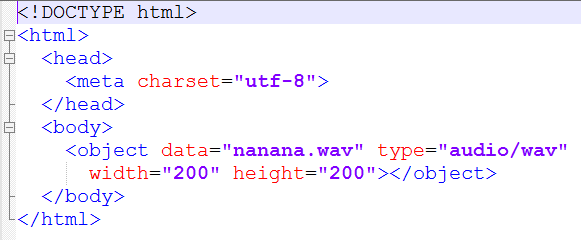 <!DOCTYPE html>
<html>
<head>
<meta charset="utf-8">
</head>
<body>
<object data="nanana.wav" type="audio/wav"
width="200" height="200"></object>
</body>
</html>